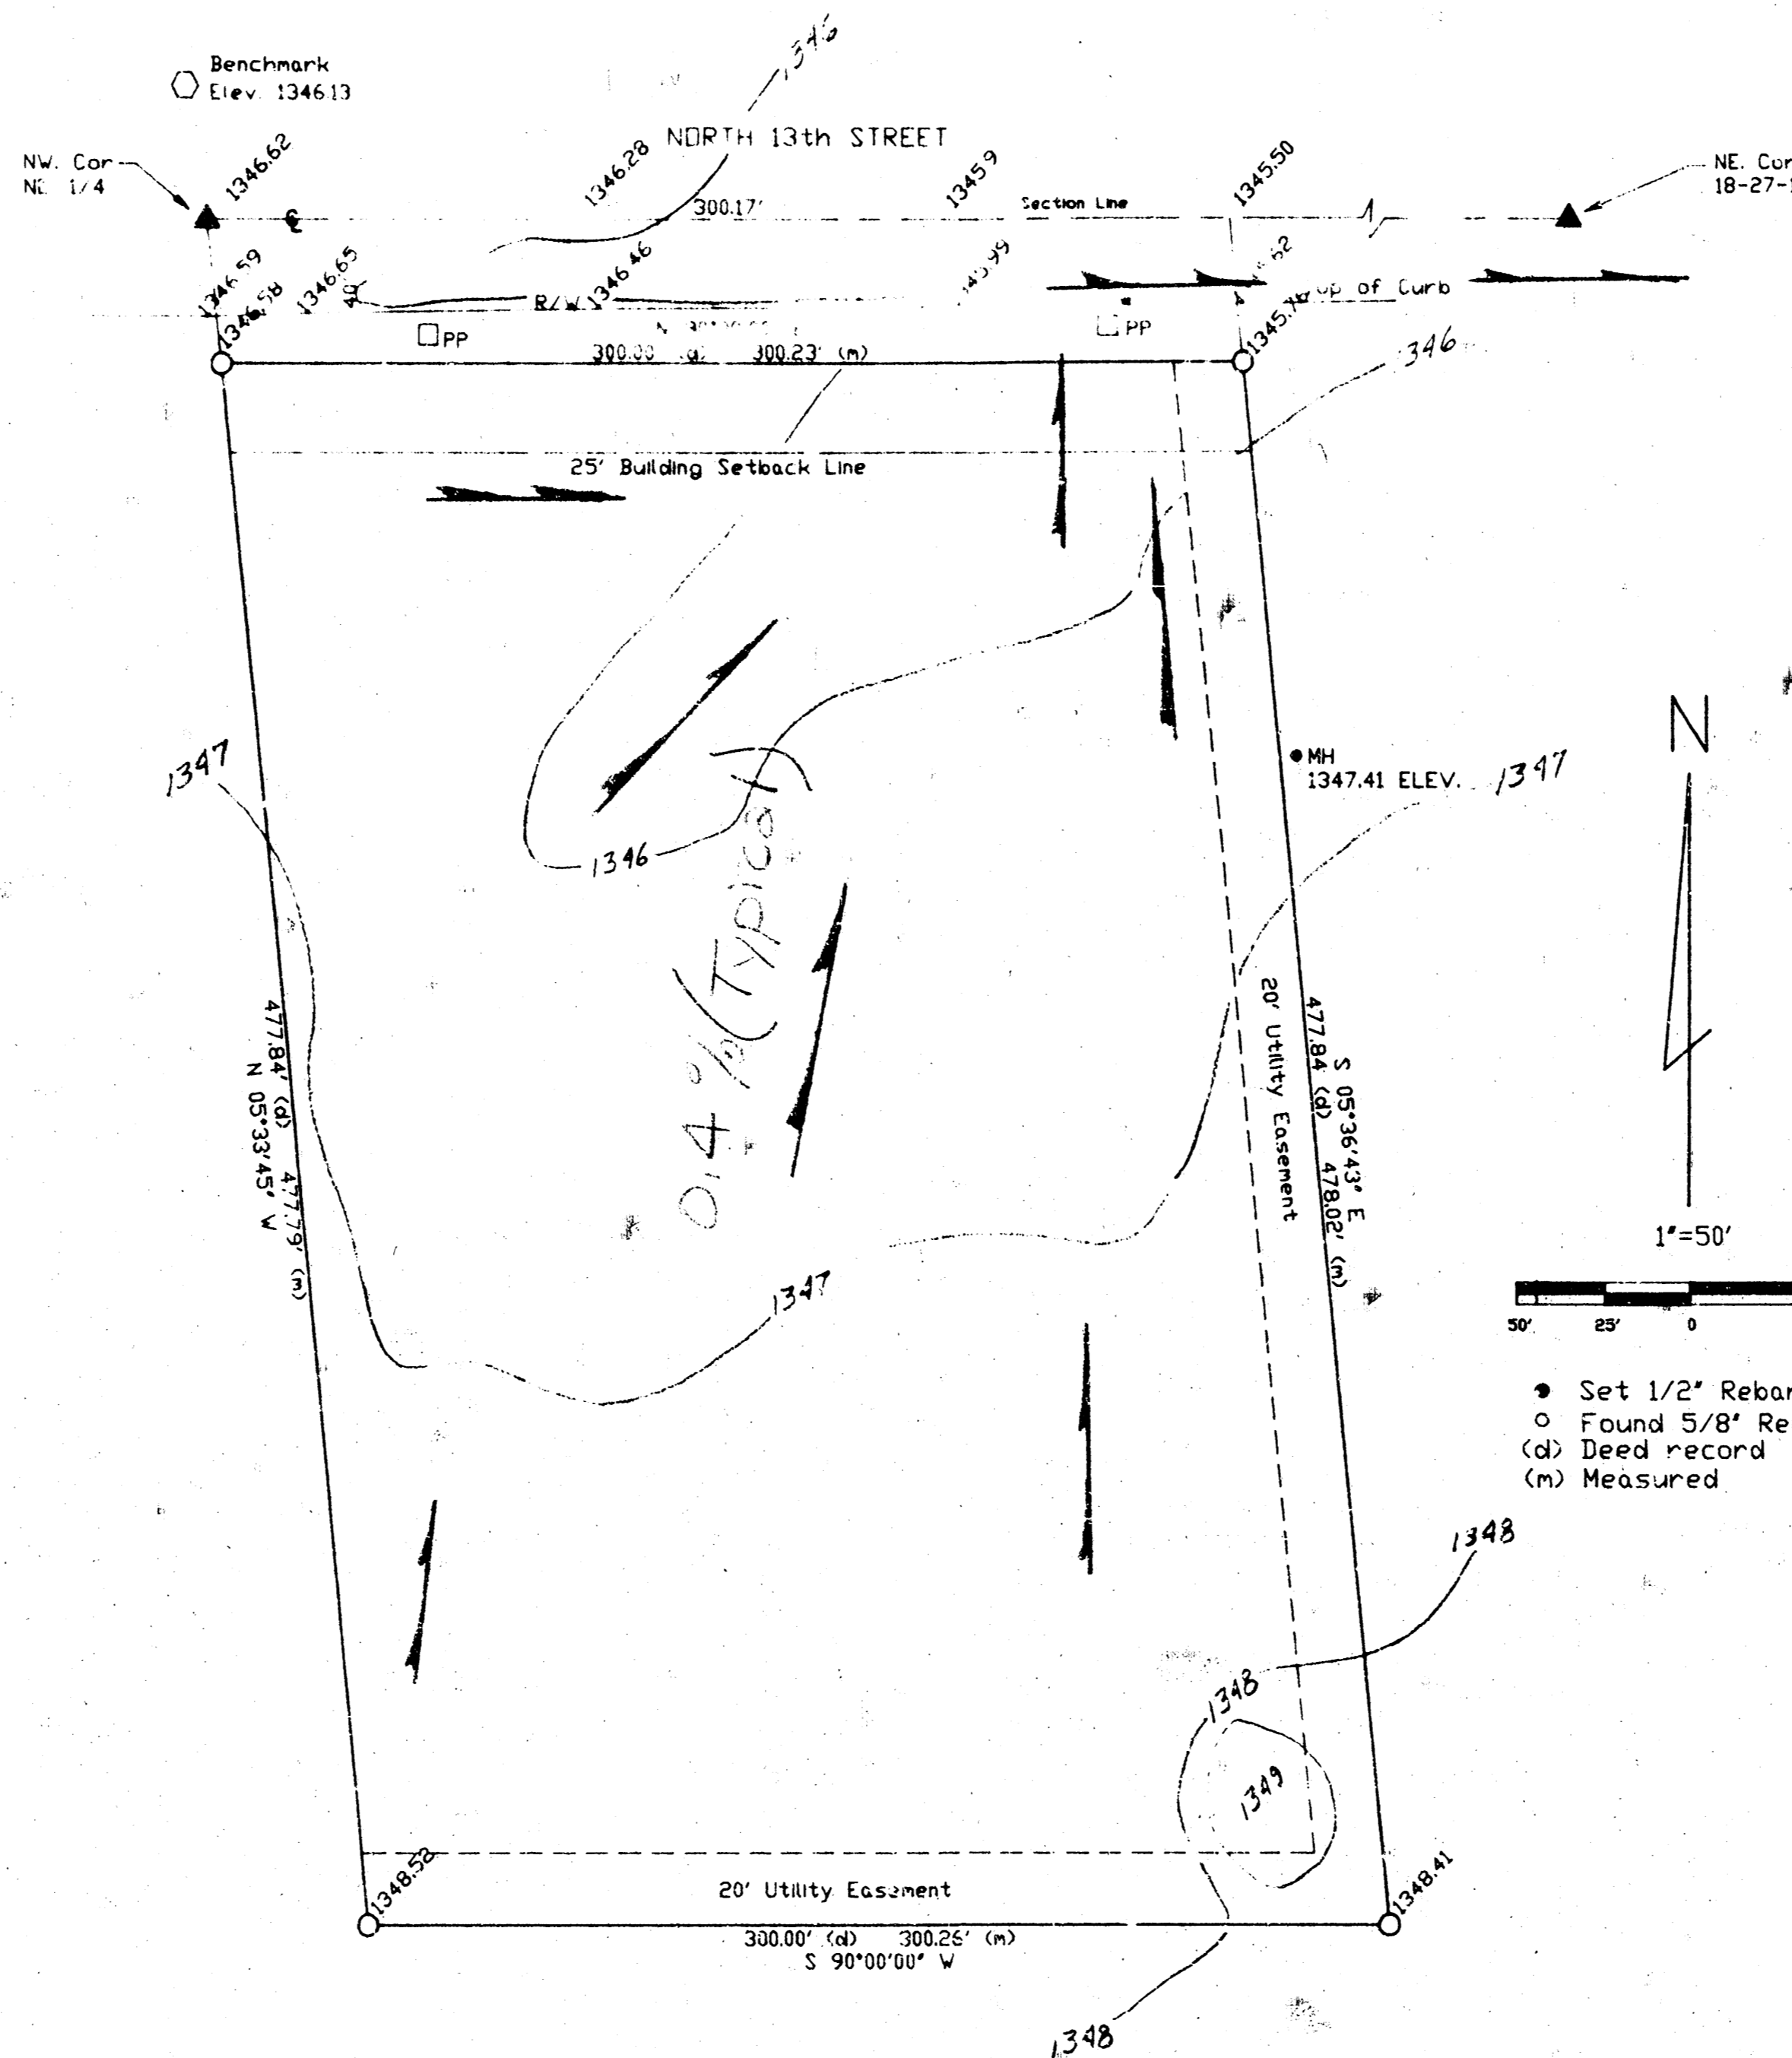 Benchmark
Elev. 1346.13
1346
NORTH 13th STREET
NW. Cor
1/4
1346.62
1346.28
1345.9
1345.50
NE. Cor
300.17'
Section Line
1346.59
1346.58
1346.65
40'
R/W
1346.46
Top of Curb
PP
PP
300.00' (d) 300.23' (m)
1346
25' Building Setback Line
1347
MH
1347.41 ELEV.
1347
N
1346
0.4% (Typical)
477.84' (d) 477.79' (m)
N 05°33'45" W
20' Utility Easement
477.84 (d) 478.02' (m)
S 05°36'43" E
1"=50'
1347
50' 25' 0
Set 1/2" Rebar
Found 5/8"
(d) Deed record
(m) Measured
1348
1348
1349
1348.52
1348.41
20' Utility Easement
300.00' (d) 300.26' (m)
S 90°00'00" W
1348